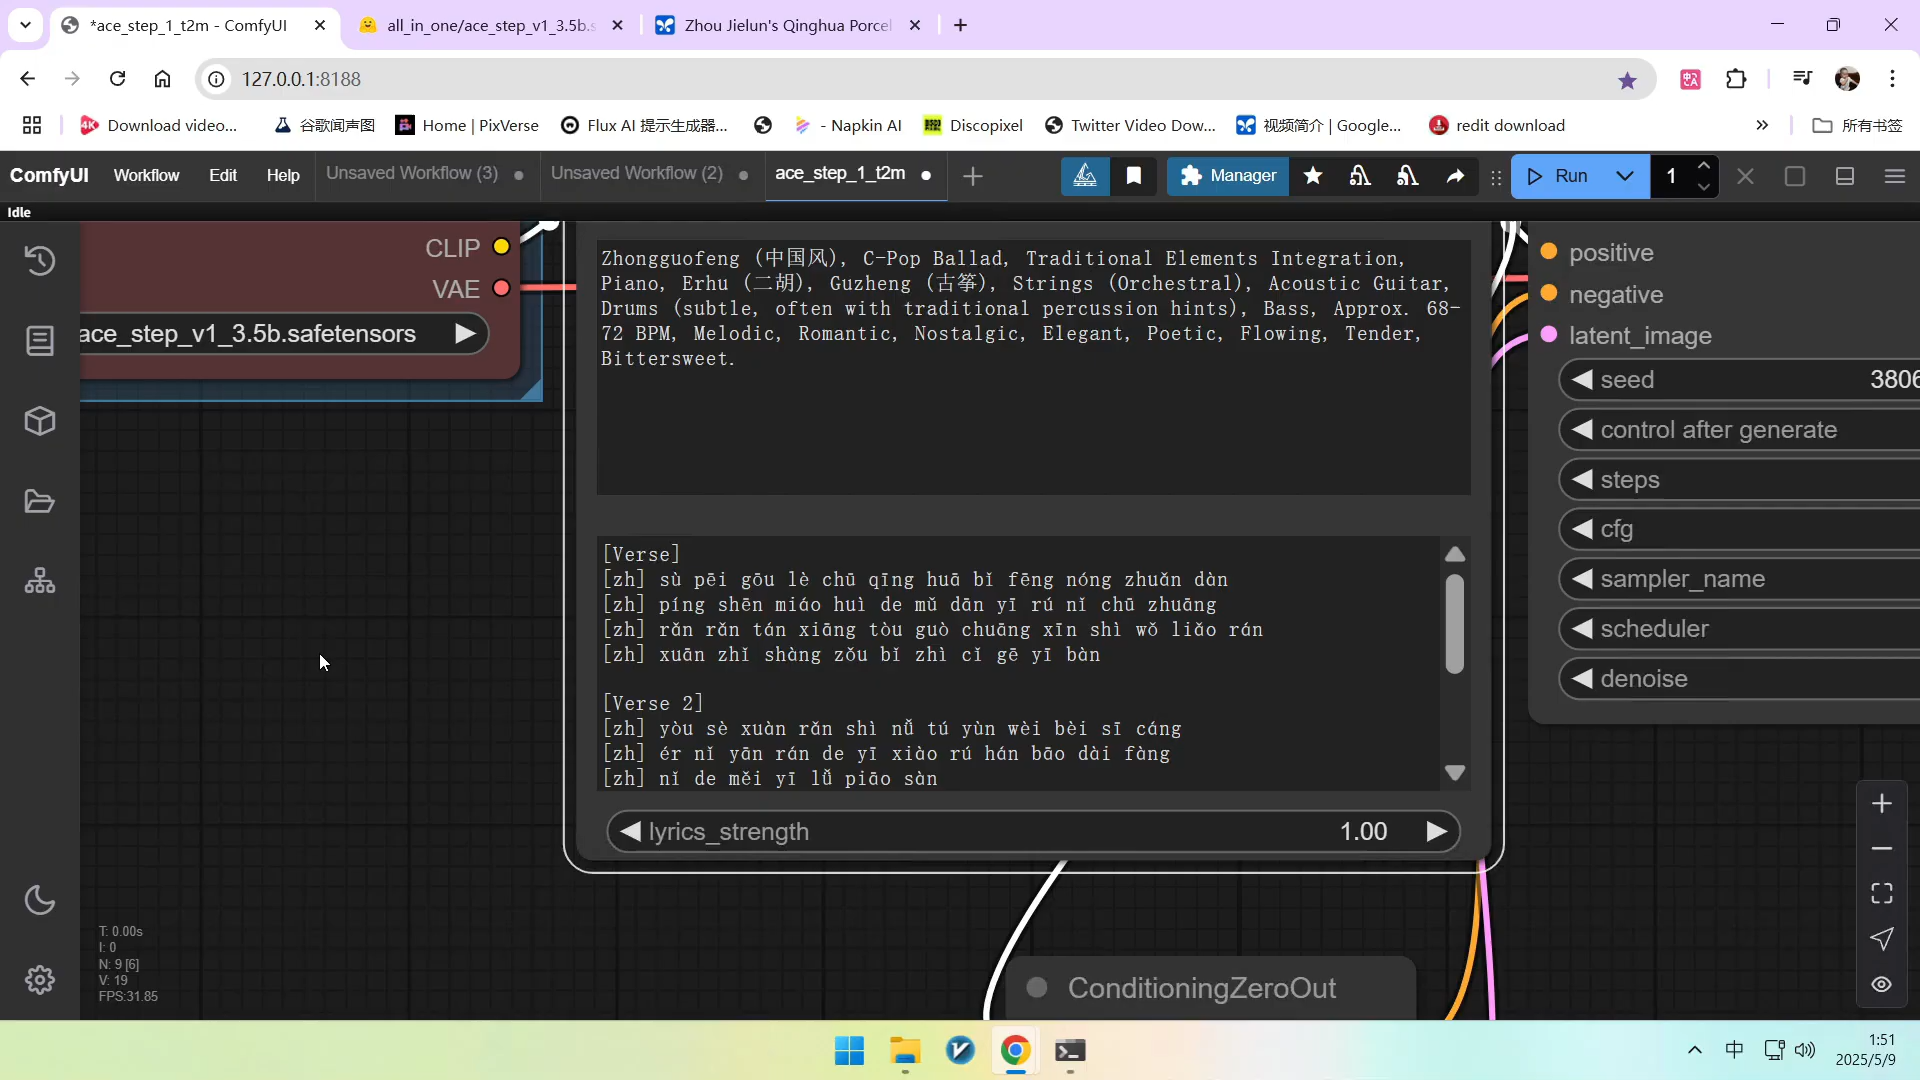 *ace_step_1_t2m - ComfyUI
all_in_one/ace_step_v1_3.5b.s
Zhou Jielun's Qinghua Porcel
127.0.0.1:8188
Download video...
谷歌闻声图
Home | PixVerse
Flux AI 提示生成器...
- Napkin AI
Discopixel
Twitter Video Dow...
视频简介 | Google...
redit download
所有书签
ComfyUI
Workflow
Edit
Help
Unsaved Workflow (3)
Unsaved Workflow (2)
ace_step_1_t2m
Manager
Run
1
Idle
CLIP
VAE
ace_step_v1_3.5b.safetensors
Zhongguofeng (中国风), C-Pop Ballad, Traditional Elements Integration,
Piano, Erhu (二胡), Guzheng (古筝), Strings (Orchestral), Acoustic Guitar,
Drums (subtle, often with traditional percussion hints), Bass, Approx. 68-
72 BPM, Melodic, Romantic, Nostalgic, Elegant, Poetic, Flowing, Tender,
Bittersweet.
[Verse]
[zh] sù pēi gōu lè chū qīng huā bǐ fēng nóng zhuǎn dàn
[zh] píng shēn miáo huì de mǔ dān yī rú nǐ chū zhuāng
[zh] rǎn rǎn tán xiāng tòu guò chuāng xīn shì wǒ liǎo rán
[zh] xuān zhǐ shàng zǒu bǐ zhì cǐ gē yī bàn
[Verse 2]
[zh] yòu sè xuàn rǎn shì nǚ tú yùn wèi bèi sī cáng
[zh] ér nǐ yān rán de yī xiào rú hán bāo dài fàng
[zh] nǐ de měi yī lǚ piāo sàn
lyrics_strength
1.00
positive
negative
latent_image
seed
3806
control after generate
steps
cfg
sampler_name
scheduler
denoise
ConditioningZeroOut
T: 0.00s
I: 0
N: 9 [6]
V: 19
FPS:31.85
中
1:51
2025/5/9